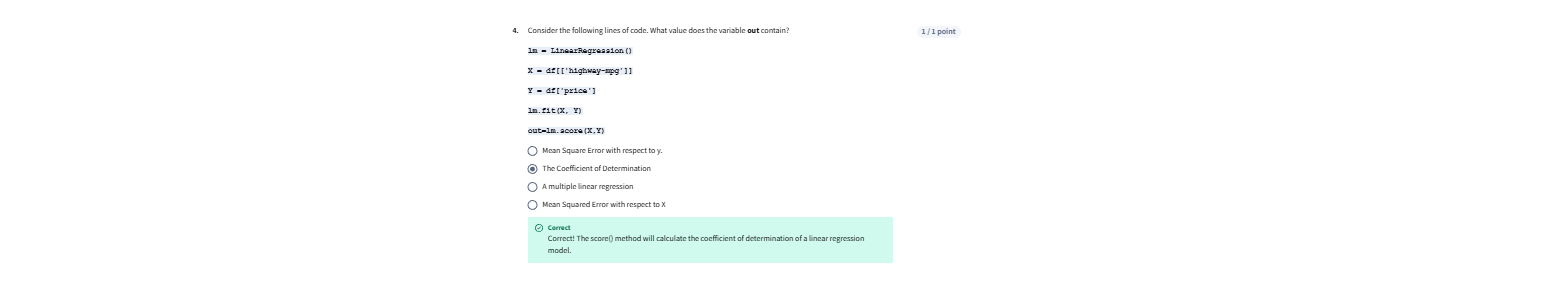 4. Consider the following lines of code. What value does the variable out contain?
1 / 1 point
lm = LinearRegression()
X = df[['highway-mpg']]
Y = df['price']
lm.fit(X, Y)
out=lm.score(X,Y)
Mean Square Error with respect to y.
The Coefficient of Determination
A multiple linear regression
Mean Squared Error with respect to X
Correct
Correct! The score() method will calculate the coefficient of determination of a linear regression
model.